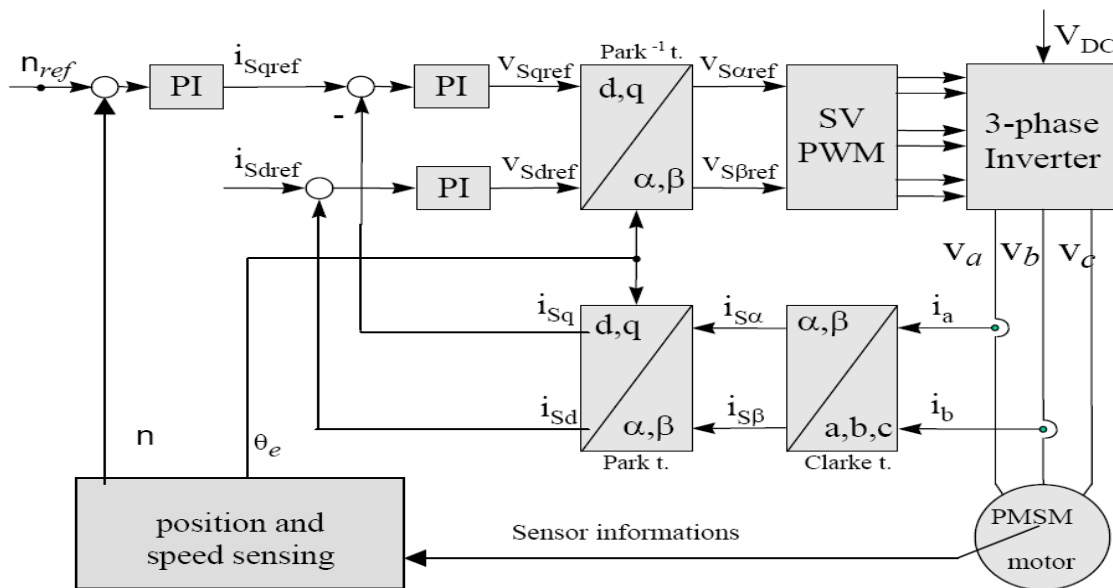 Park ⁻¹ t.
V_DC
n_ref
i_Sqref
v_Sqref
v_Sαref
PI
PI
d,q
SV
PWM
3-phase
Inverter
-
i_Sdref
v_Sdref
v_Sβref
PI
α,β
v_a
v_b
v_c
i_Sq
d,q
i_Sα
α,β
i_a
i_Sd
α,β
i_Sβ
a,b,c
i_b
n
θ_e
Park t.
Clarke t.
position and
speed sensing
Sensor informations
PMSM
motor